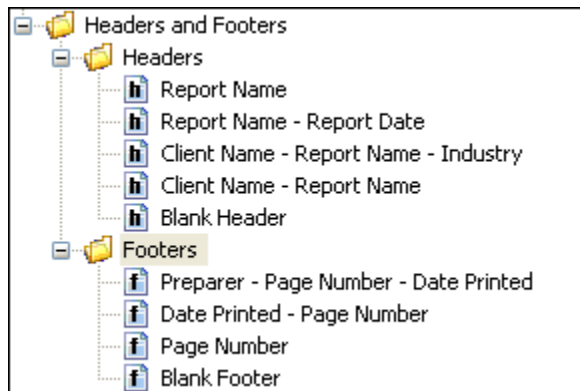 Headers and Footers
Headers
h Report Name
h Report Name - Report Date
h Client Name - Report Name - Industry
h Client Name - Report Name
h Blank Header
Footers
f Preparer - Page Number - Date Printed
f Date Printed - Page Number
f Page Number
f Blank Footer